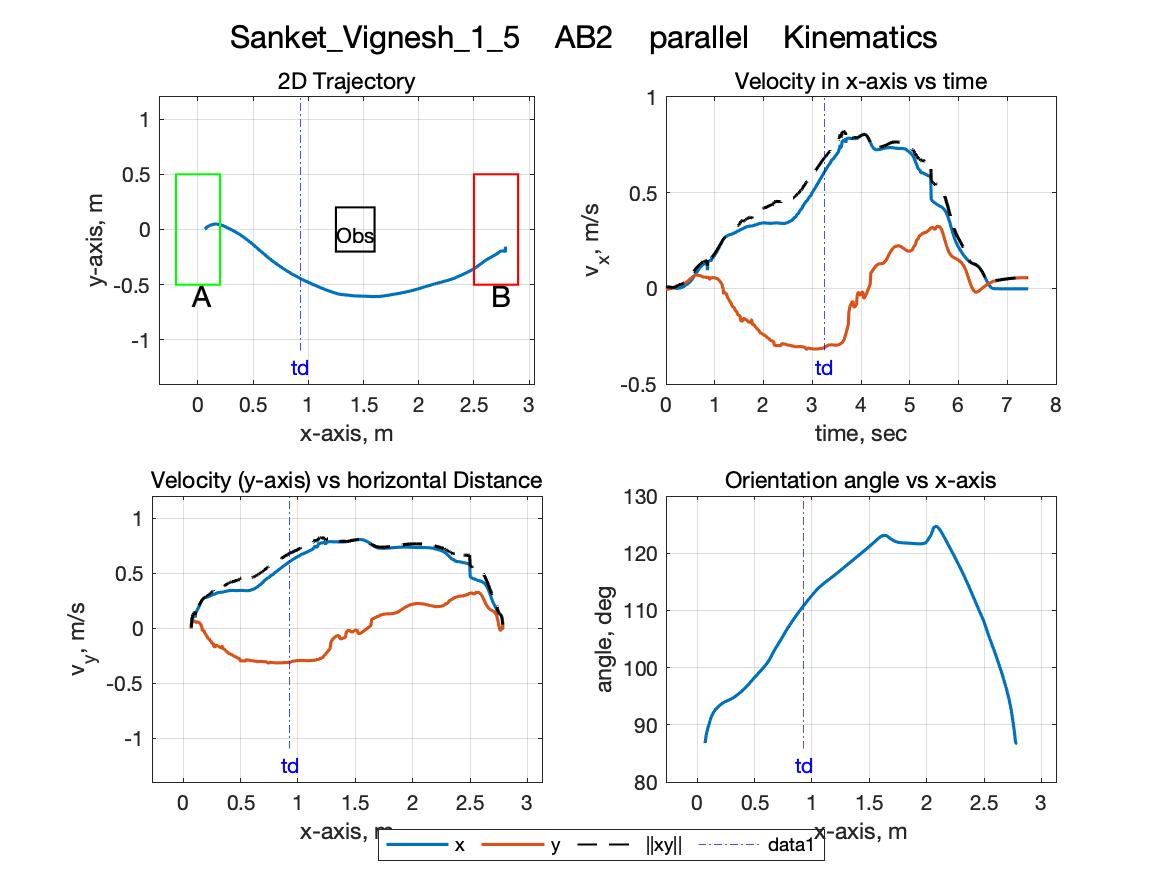 Sanket_Vignesh_1_5 AB2 parallel Kinematics
2D Trajectory
1
0.5
0
-0.5
-1
y-axis, m
A
Obs
B
td
0 0.5 1 1.5 2 2.5 3
x-axis, m
Velocity in x-axis vs time
1
0.5
0
-0.5
vx, m/s
td
0 1 2 3 4 5 6 7 8
time, sec
Velocity (y-axis) vs horizontal Distance
1
0.5
0
-0.5
-1
vy, m/s
td
0 0.5 1 1.5 2 2.5 3
x-axis, m
Orientation angle vs x-axis
130
120
110
100
90
80
angle, deg
td
0 0.5 1 1.5 2 2.5 3
x-axis, m
x y ||xy|| data1